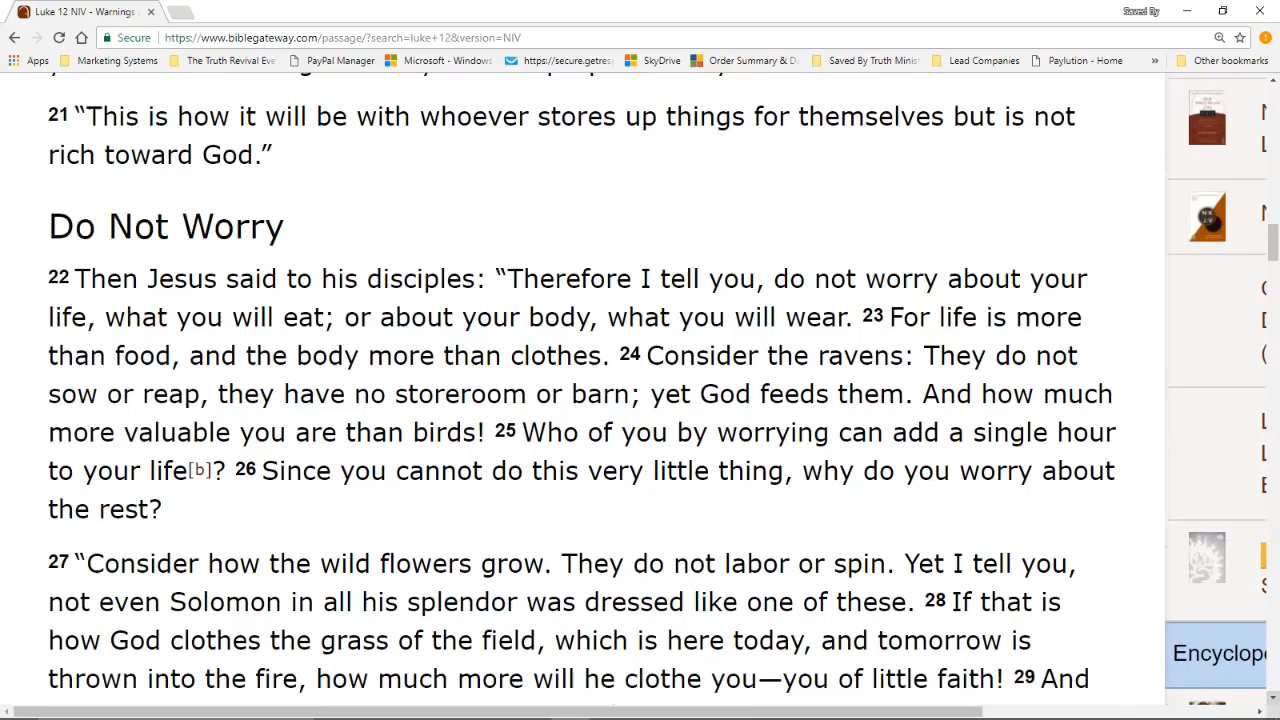 Luke 12 NIV - Warnings
Saved By
Secure
https://www.biblegateway.com/passage/?search=luke+12&version=NIV
Apps
Marketing Systems
The Truth Revival Eve
PayPal Manager
Microsoft - Windows
https://secure.getres
SkyDrive
Order Summary & D
Saved By Truth Minis
Lead Companies
Paylution - Home
»
Other bookmarks
21 “This is how it will be with whoever stores up things for themselves but is not
rich toward God.”
Do Not Worry
22 Then Jesus said to his disciples: “Therefore I tell you, do not worry about your
life, what you will eat; or about your body, what you will wear. 23 For life is more
than food, and the body more than clothes. 24 Consider the ravens: They do not
sow or reap, they have no storeroom or barn; yet God feeds them. And how much
more valuable you are than birds! 25 Who of you by worrying can add a single hour
to your life[b]? 26 Since you cannot do this very little thing, why do you worry about
the rest?
27 “Consider how the wild flowers grow. They do not labor or spin. Yet I tell you,
not even Solomon in all his splendor was dressed like one of these. 28 If that is
how God clothes the grass of the field, which is here today, and tomorrow is
thrown into the fire, how much more will he clothe you—you of little faith! 29 And
Encyclope